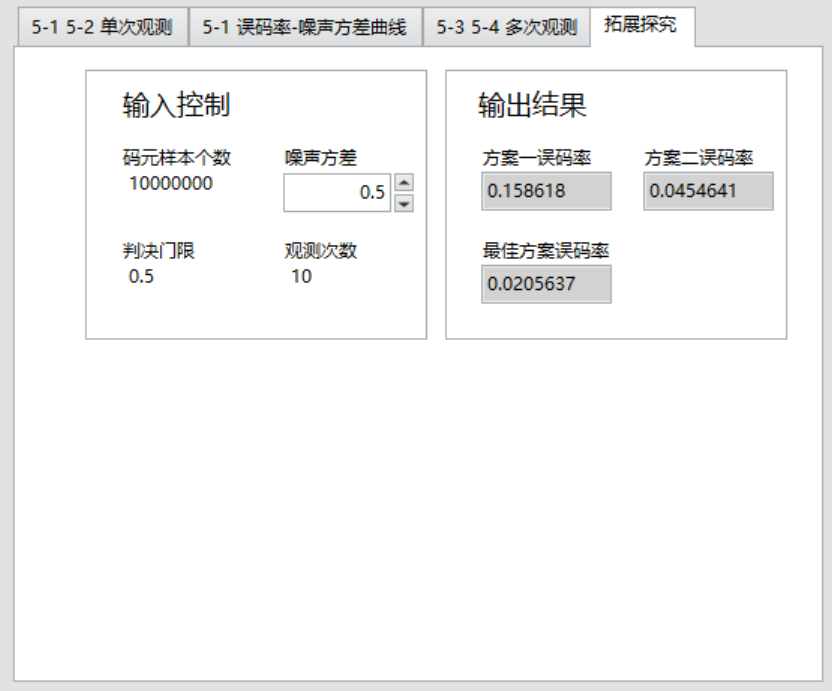 5-1 5-2 单次观测 5-1 误码率-噪声方差曲线 5-3 5-4 多次观测 拓展探究
输入控制
码元样本个数 噪声方差
10000000 0.5
判决门限 观测次数
0.5 10
输出结果
方案一误码率 方案二误码率
0.158618 0.0454641
最佳方案误码率
0.0205637